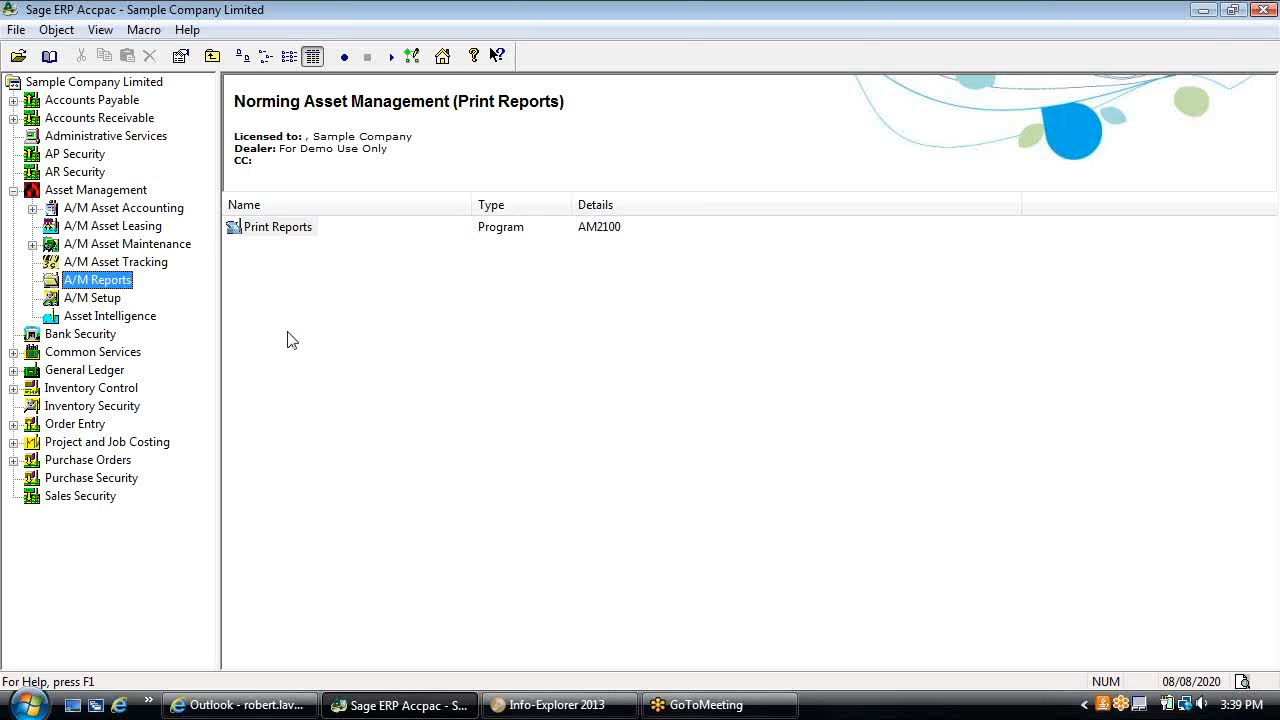 Sage ERP Accpac - Sample Company Limited
File Object View Macro Help
Sample Company Limited
Accounts Payable
Accounts Receivable
Administrative Services
AP Security
AR Security
Asset Management
A/M Asset Accounting
A/M Asset Leasing
A/M Asset Maintenance
A/M Asset Tracking
A/M Reports
A/M Setup
Asset Intelligence
Bank Security
Common Services
General Ledger
Inventory Control
Inventory Security
Order Entry
Project and Job Costing
Purchase Orders
Purchase Security
Sales Security
Norming Asset Management (Print Reports)
Licensed to: , Sample Company
Dealer: For Demo Use Only
CC:
Name Type Details
Print Reports Program AM2100
For Help, press F1 NUM 08/08/2020
Outlook - robert.lav... Sage ERP Accpac - S... Info-Explorer 2013 GoToMeeting 3:39 PM